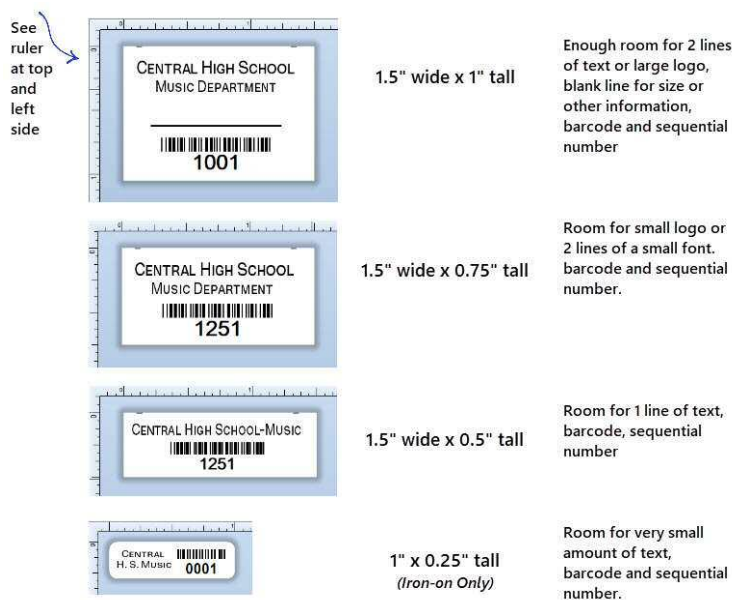 See
ruler
at top
and
left
side
CENTRAL HIGH SCHOOL
MUSIC DEPARTMENT
1001
1.5" wide x 1" tall
Enough room for 2 lines
of text or large logo,
blank line for size or
other information,
barcode and sequential
number
CENTRAL HIGH SCHOOL
MUSIC DEPARTMENT
1251
1.5" wide x 0.75" tall
Room for small logo or
2 lines of a small font.
barcode and sequential
number.
CENTRAL HIGH SCHOOL-MUSIC
1251
1.5" wide x 0.5" tall
Room for 1 line of text,
barcode, sequential
number
CENTRAL
H. S. MUSIC
0001
1" x 0.25" tall
(Iron-on Only)
Room for very small
amount of text,
barcode and sequential
number.